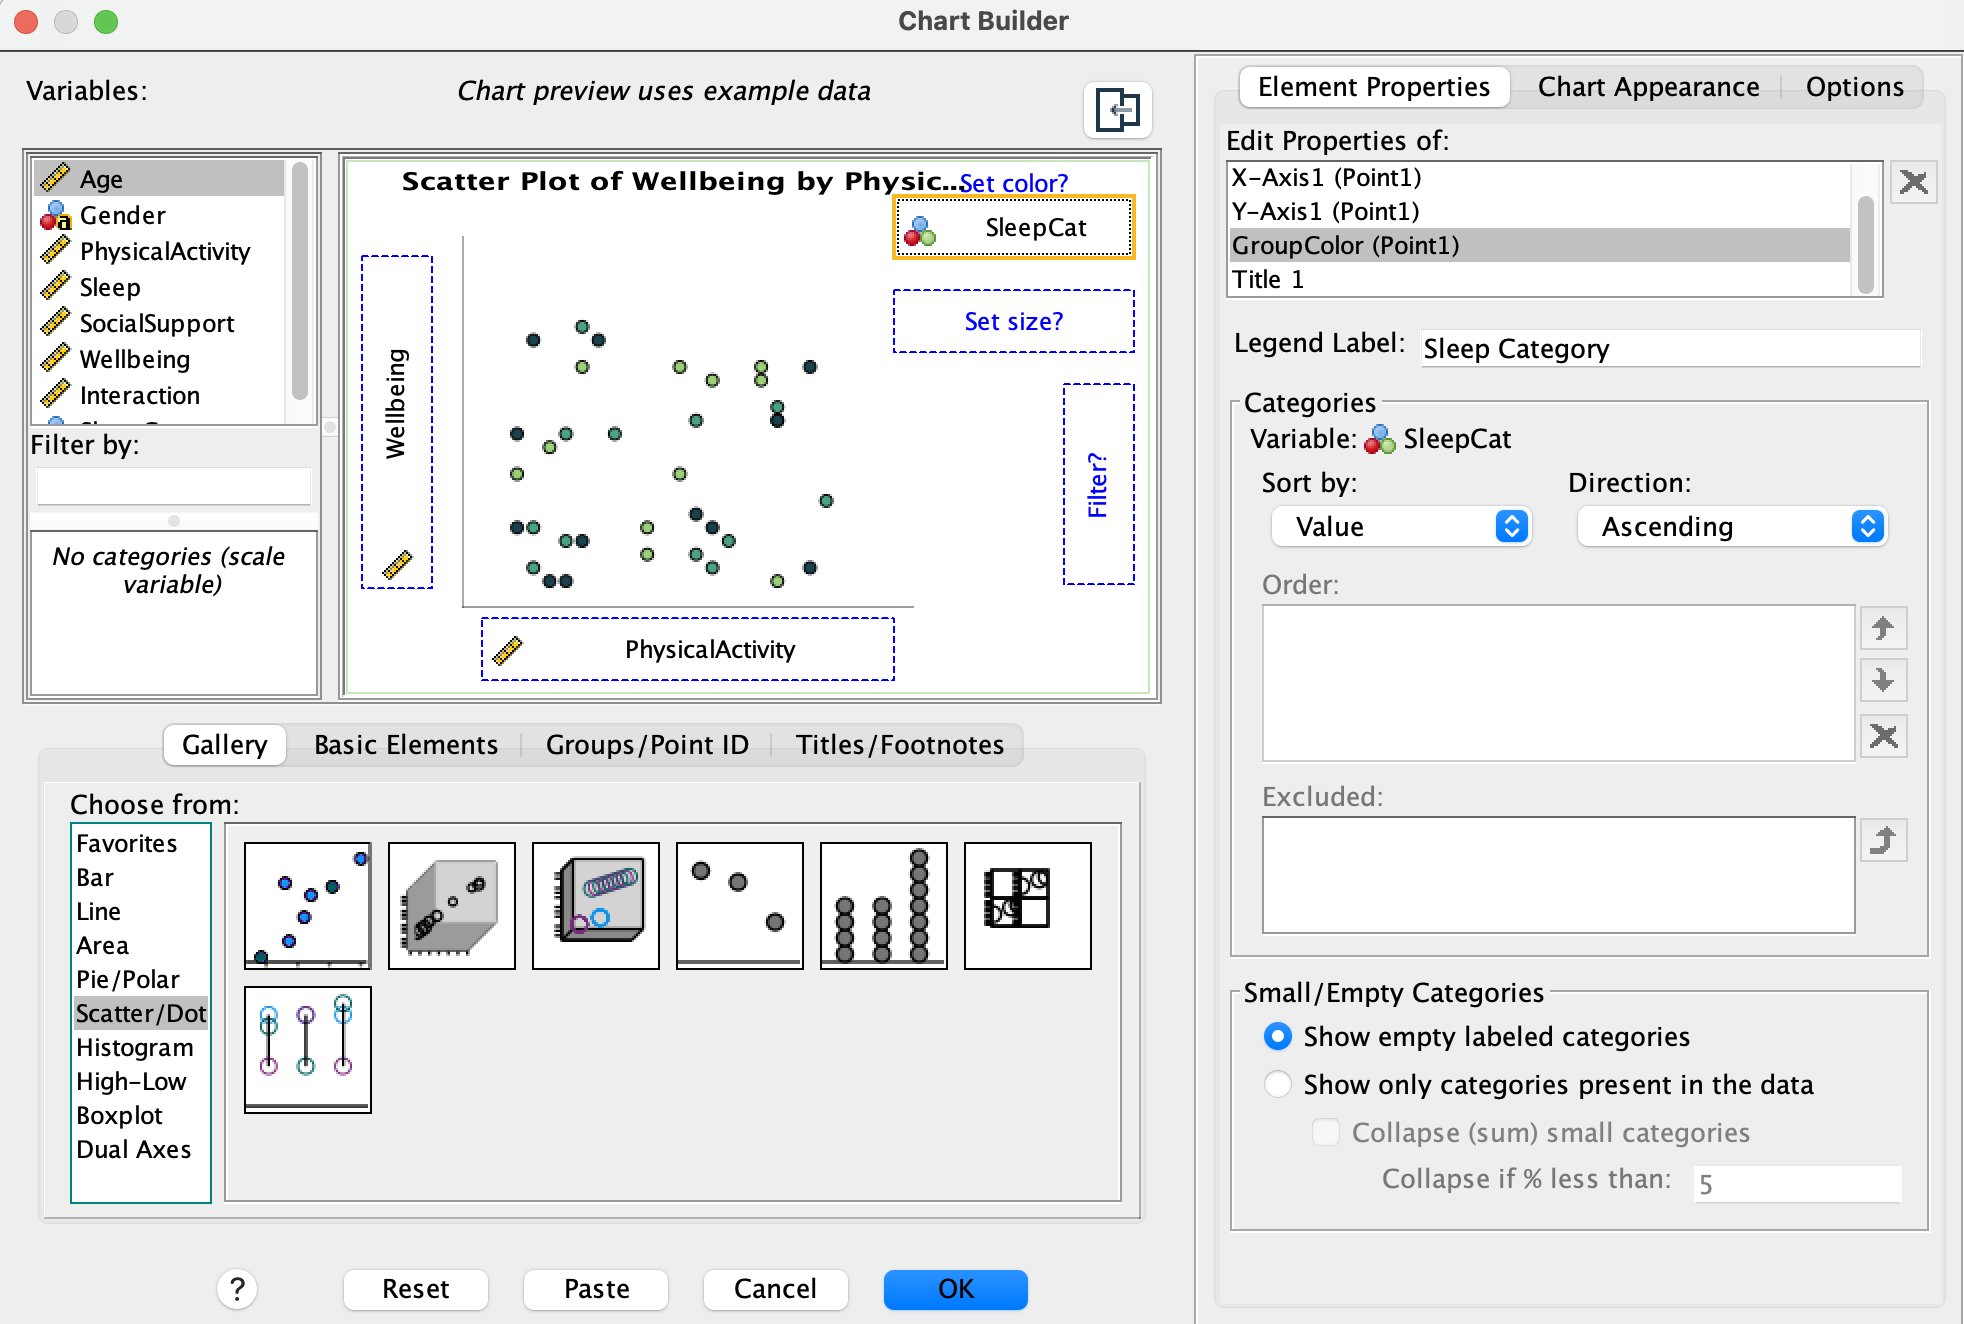 Chart Builder
Variables:
Chart preview uses example data
Age
Gender
PhysicalActivity
Sleep
SocialSupport
Wellbeing
Interaction
Filter by:
No categories (scale
variable)
Scatter Plot of Wellbeing by Physic...
Set color?
SleepCat
Set size?
Filter?
Wellbeing
PhysicalActivity
Gallery
Basic Elements
Groups/Point ID
Titles/Footnotes
Choose from:
Favorites
Bar
Line
Area
Pie/Polar
Scatter/Dot
Histogram
High-Low
Boxplot
Dual Axes
?
Reset
Paste
Cancel
OK
Element Properties
Chart Appearance
Options
Edit Properties of:
X-Axis1 (Point1)
Y-Axis1 (Point1)
GroupColor (Point1)
Title 1
Legend Label: Sleep Category
Categories
Variable: SleepCat
Sort by:
Direction:
Value
Ascending
Order:
Excluded:
Small/Empty Categories
Show empty labeled categories
Show only categories present in the data
Collapse (sum) small categories
Collapse if % less than: 5